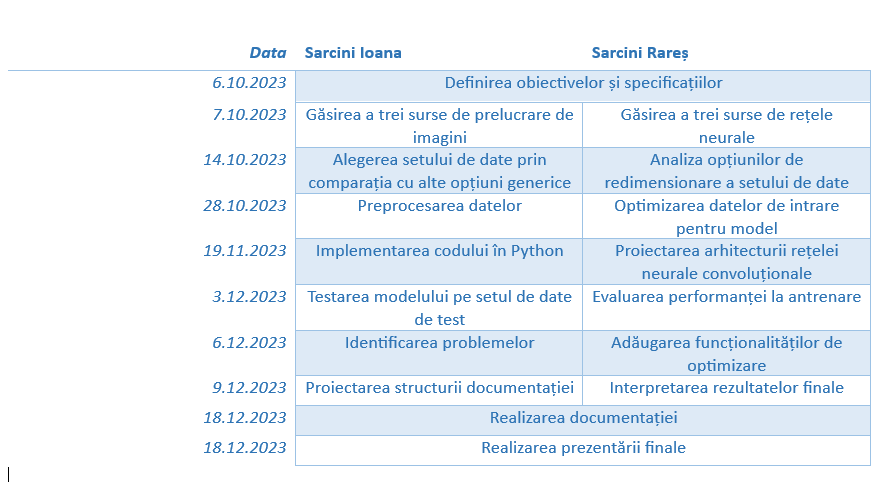 Data Sarcini Ioana Sarcini Rareș
6.10.2023 Definirea obiectivelor și specificațiilor
7.10.2023 Găsirea a trei surse de prelucrare de imagini Găsirea a trei surse de rețele neurale
14.10.2023 Alegerea setului de date prin comparația cu alte opțiuni generice Analiza opțiunilor de redimensionare a setului de date
28.10.2023 Preprocesarea datelor Optimizarea datelor de intrare pentru model
19.11.2023 Implementarea codului în Python Proiectarea arhitecturii rețelei neurale convoluționale
3.12.2023 Testarea modelului pe setul de date de test Evaluarea performanței la antrenare
6.12.2023 Identificarea problemelor Adăugarea funcționalităților de optimizare
9.12.2023 Proiectarea structurii documentației Interpretarea rezultatelor finale
18.12.2023 Realizarea documentației
18.12.2023 Realizarea prezentării finale